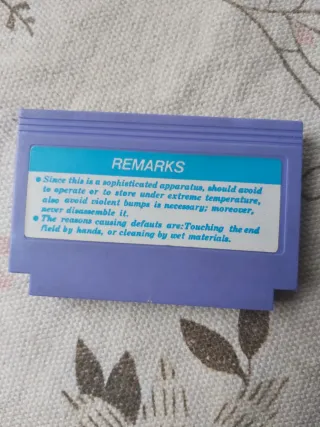 REMARKS
● Since this is a sophisticated apparatus, should avoid
to operate or to store under extreme temperature,
also avoid violent bumps is necessary; moreover,
never disassemble it.
● The reasons causing defauts are:Touching the end
field by hands, or cleaning by wet materials.